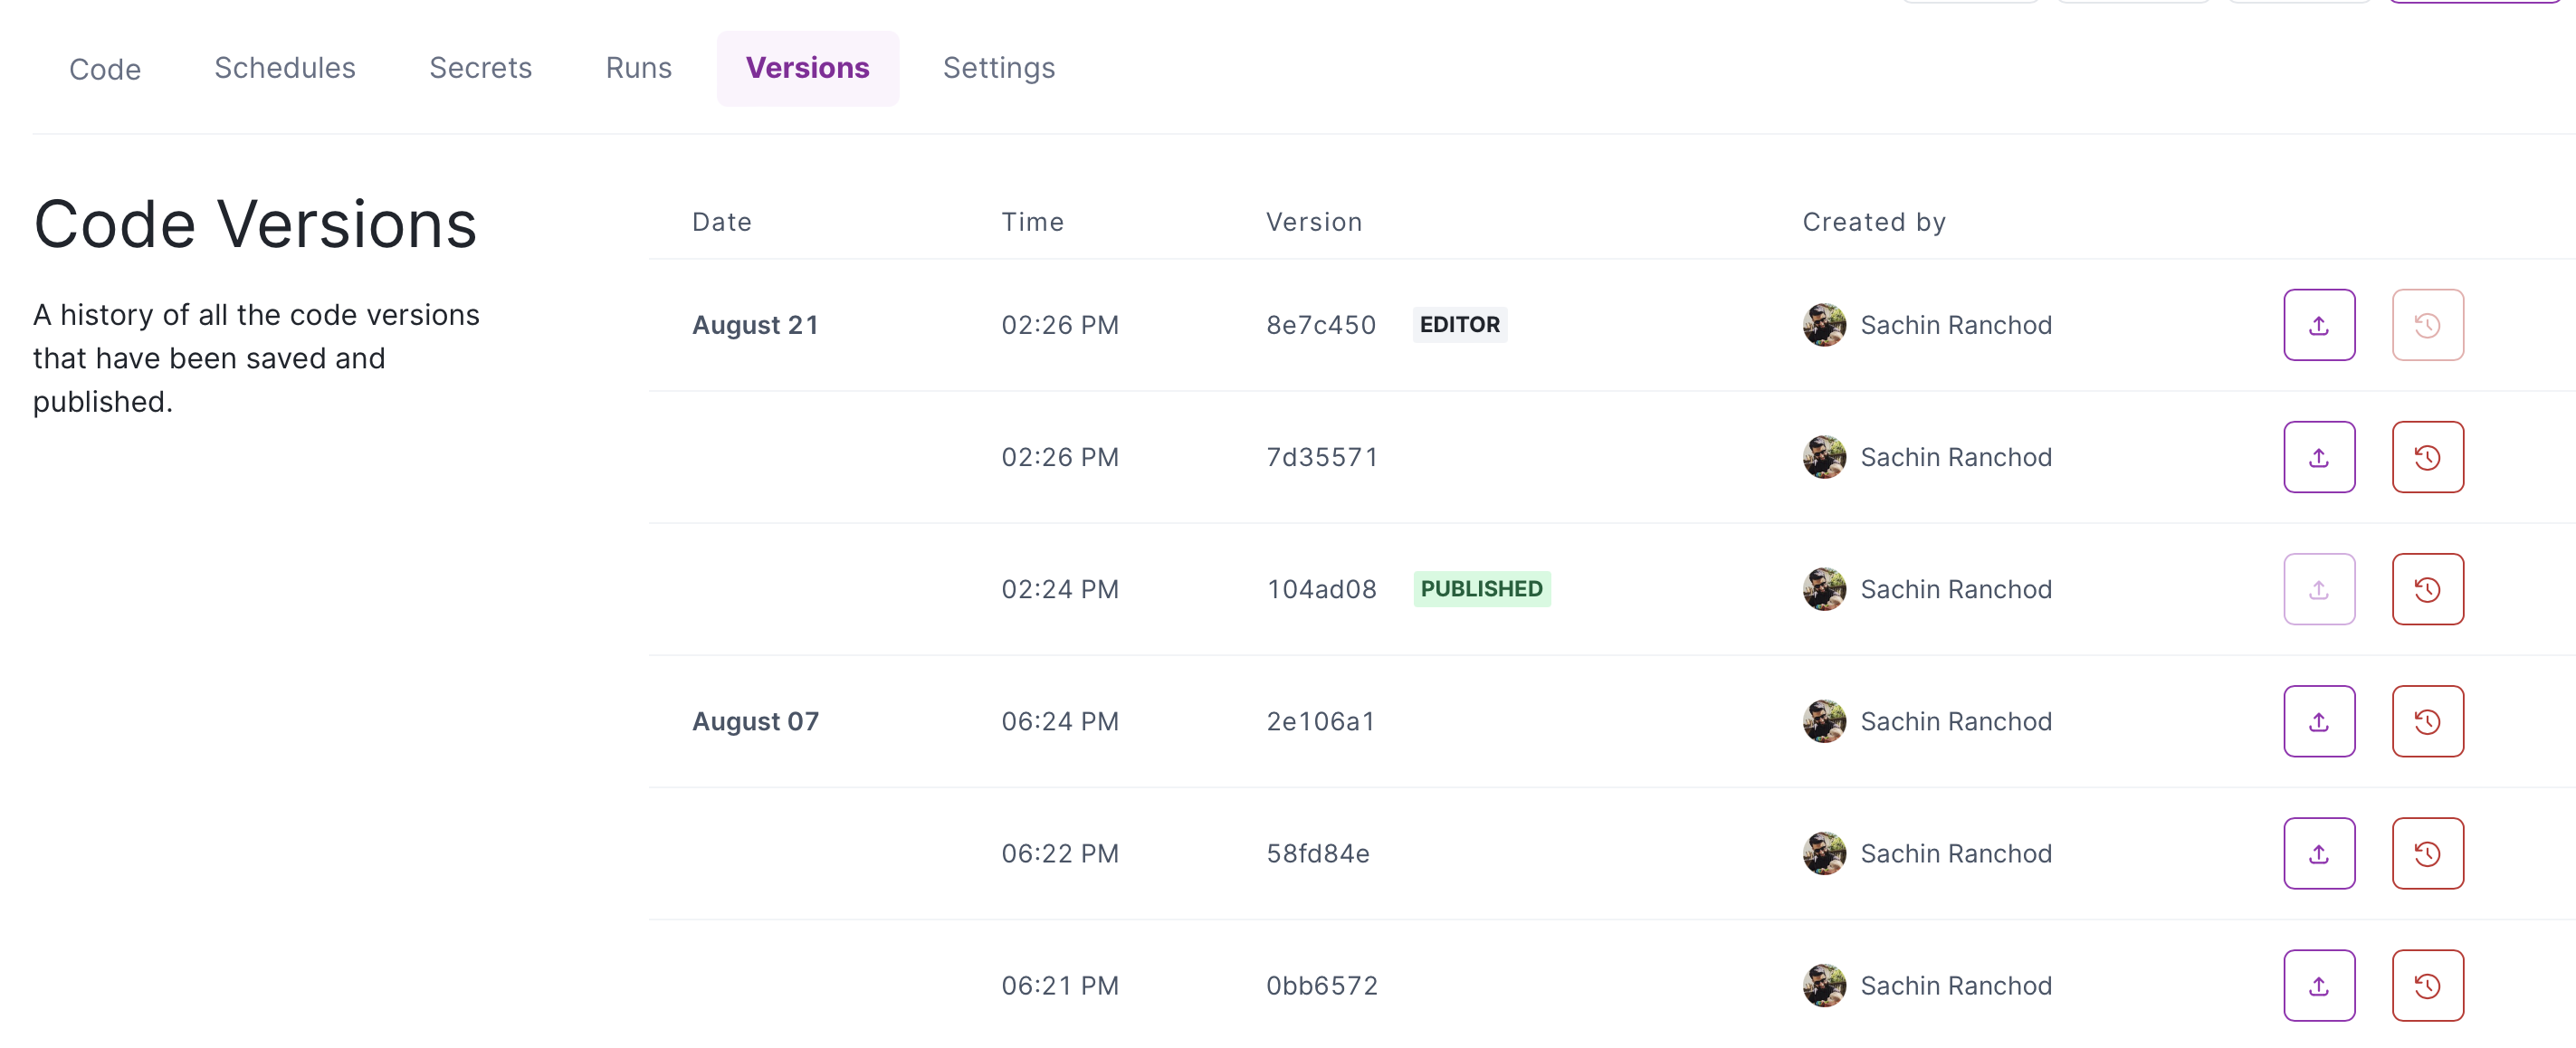 Code Schedules Secrets Runs Versions Settings
Code Versions
A history of all the code versions
that have been saved and
published.
Date Time Version Created by
August 21 02:26 PM 8e7c450 EDITOR Sachin Ranchod
02:26 PM 7d35571 Sachin Ranchod
02:24 PM 104ad08 PUBLISHED Sachin Ranchod
August 07 06:24 PM 2e106a1 Sachin Ranchod
06:22 PM 58fd84e Sachin Ranchod
06:21 PM 0bb6572 Sachin Ranchod